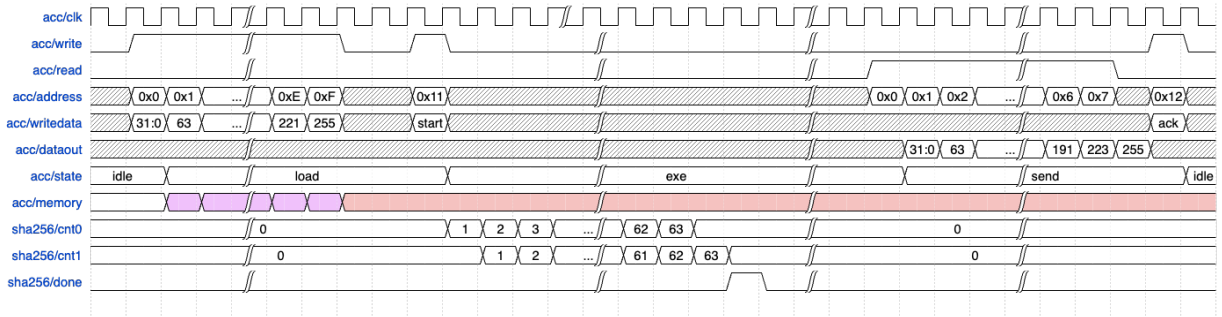 acc/clk
acc/write
acc/read
acc/address 0x0 0x1 ... 0xE 0xF 0x11 0x0 0x1 0x2 ... 0x6 0x7 0x12
acc/writedata 31:0 63 ... 221 255 start ack
acc/dataout 31:0 63 ... 191 223 255
acc/state idle load exe send idle
acc/memory
sha256/cnt0 0 1 2 3 ... 62 63 0
sha256/cnt1 0 1 2 ... 61 62 63 0
sha256/done